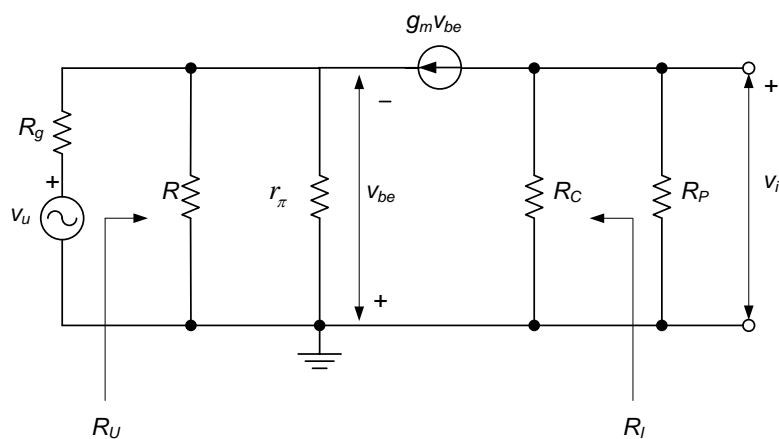 g_m v_be
R_g
+
v_u
R
r_π
−
v_be
+
R_C
R_P
+
v_i
R_U
R_I